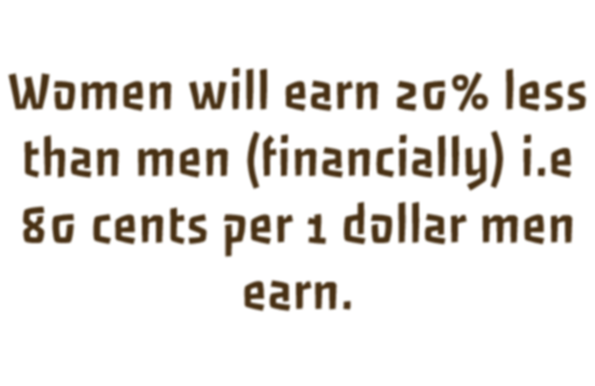 Women will earn 20% less
than men (financially) i.e
80 cents per 1 dollar men
earn.